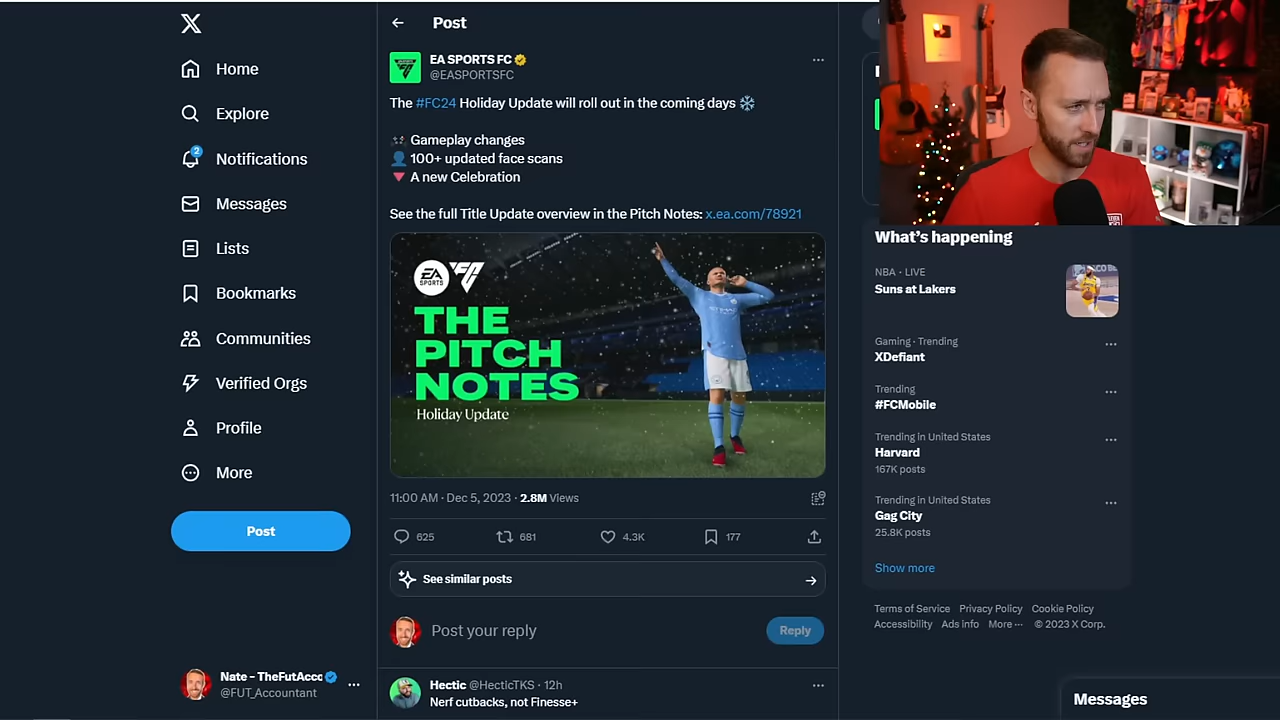 Home
Explore
2
Notifications
Messages
Lists
Bookmarks
Communities
Verified Orgs
Profile
More
Post
Nate - TheFutAcc
@FUT_Accountant
Post
EA SPORTS FC
@EASPORTSFC
The #FC24 Holiday Update will roll out in the coming days ❄️
🎮 Gameplay changes
👤 100+ updated face scans
🔻 A new Celebration
See the full Title Update overview in the Pitch Notes: x.ea.com/78921
EA SPORTS FC
THE
PITCH
NOTES
Holiday Update
11:00 AM · Dec 5, 2023 · 2.8M Views
625 681 4.3K 177
See similar posts
Post your reply
Reply
Hectic @HecticTKS · 12h
Nerf cutbacks, not Finesse+
What's happening
NBA · LIVE
Suns at Lakers
Gaming · Trending
XDefiant
Trending
#FCMobile
Trending in United States
Harvard
167K posts
Trending in United States
Gag City
25.8K posts
Show more
Terms of Service Privacy Policy Cookie Policy
Accessibility Ads info More ··· © 2023 X Corp.
Messages